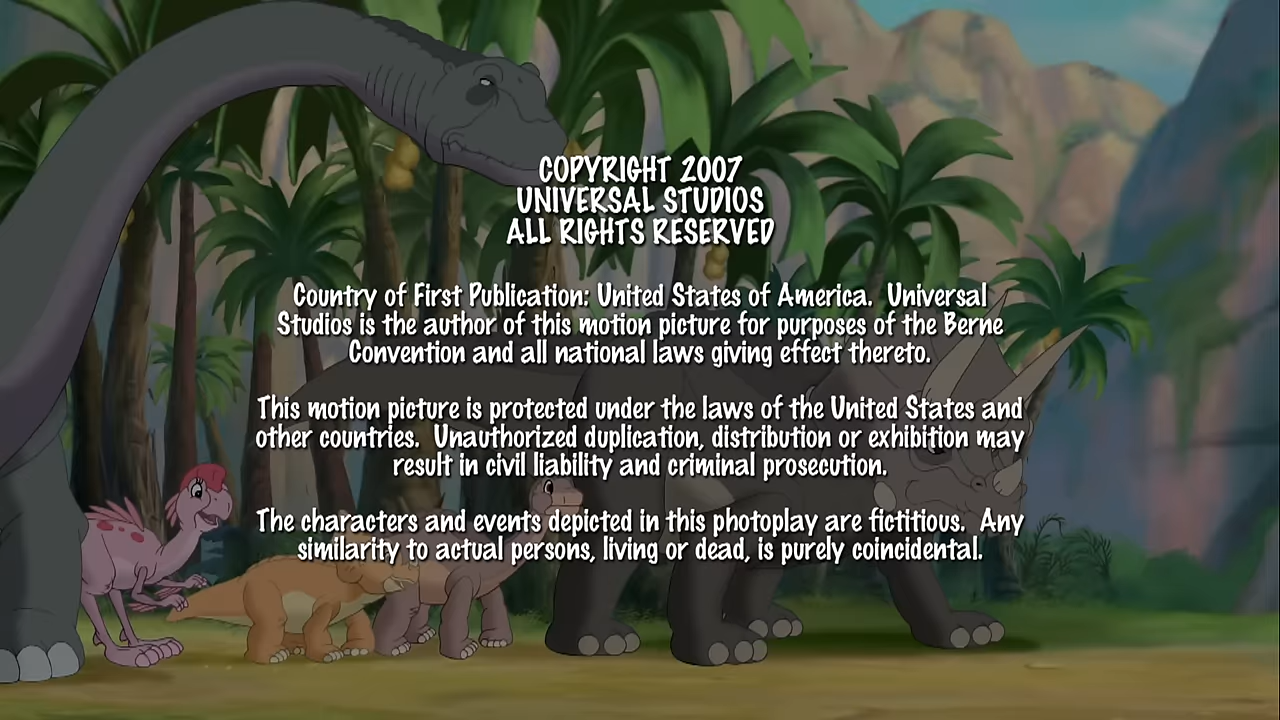 COPYRIGHT 2007
UNIVERSAL STUDIOS
ALL RIGHTS RESERVED
Country of First Publication: United States of America.  Universal
Studios is the author of this motion picture for purposes of the Berne
Convention and all national laws giving effect thereto.
This motion picture is protected under the laws of the United States and
other countries.  Unauthorized duplication, distribution or exhibition may
result in civil liability and criminal prosecution.
The characters and events depicted in this photoplay are fictitious.  Any
similarity to actual persons, living or dead, is purely coincidental.